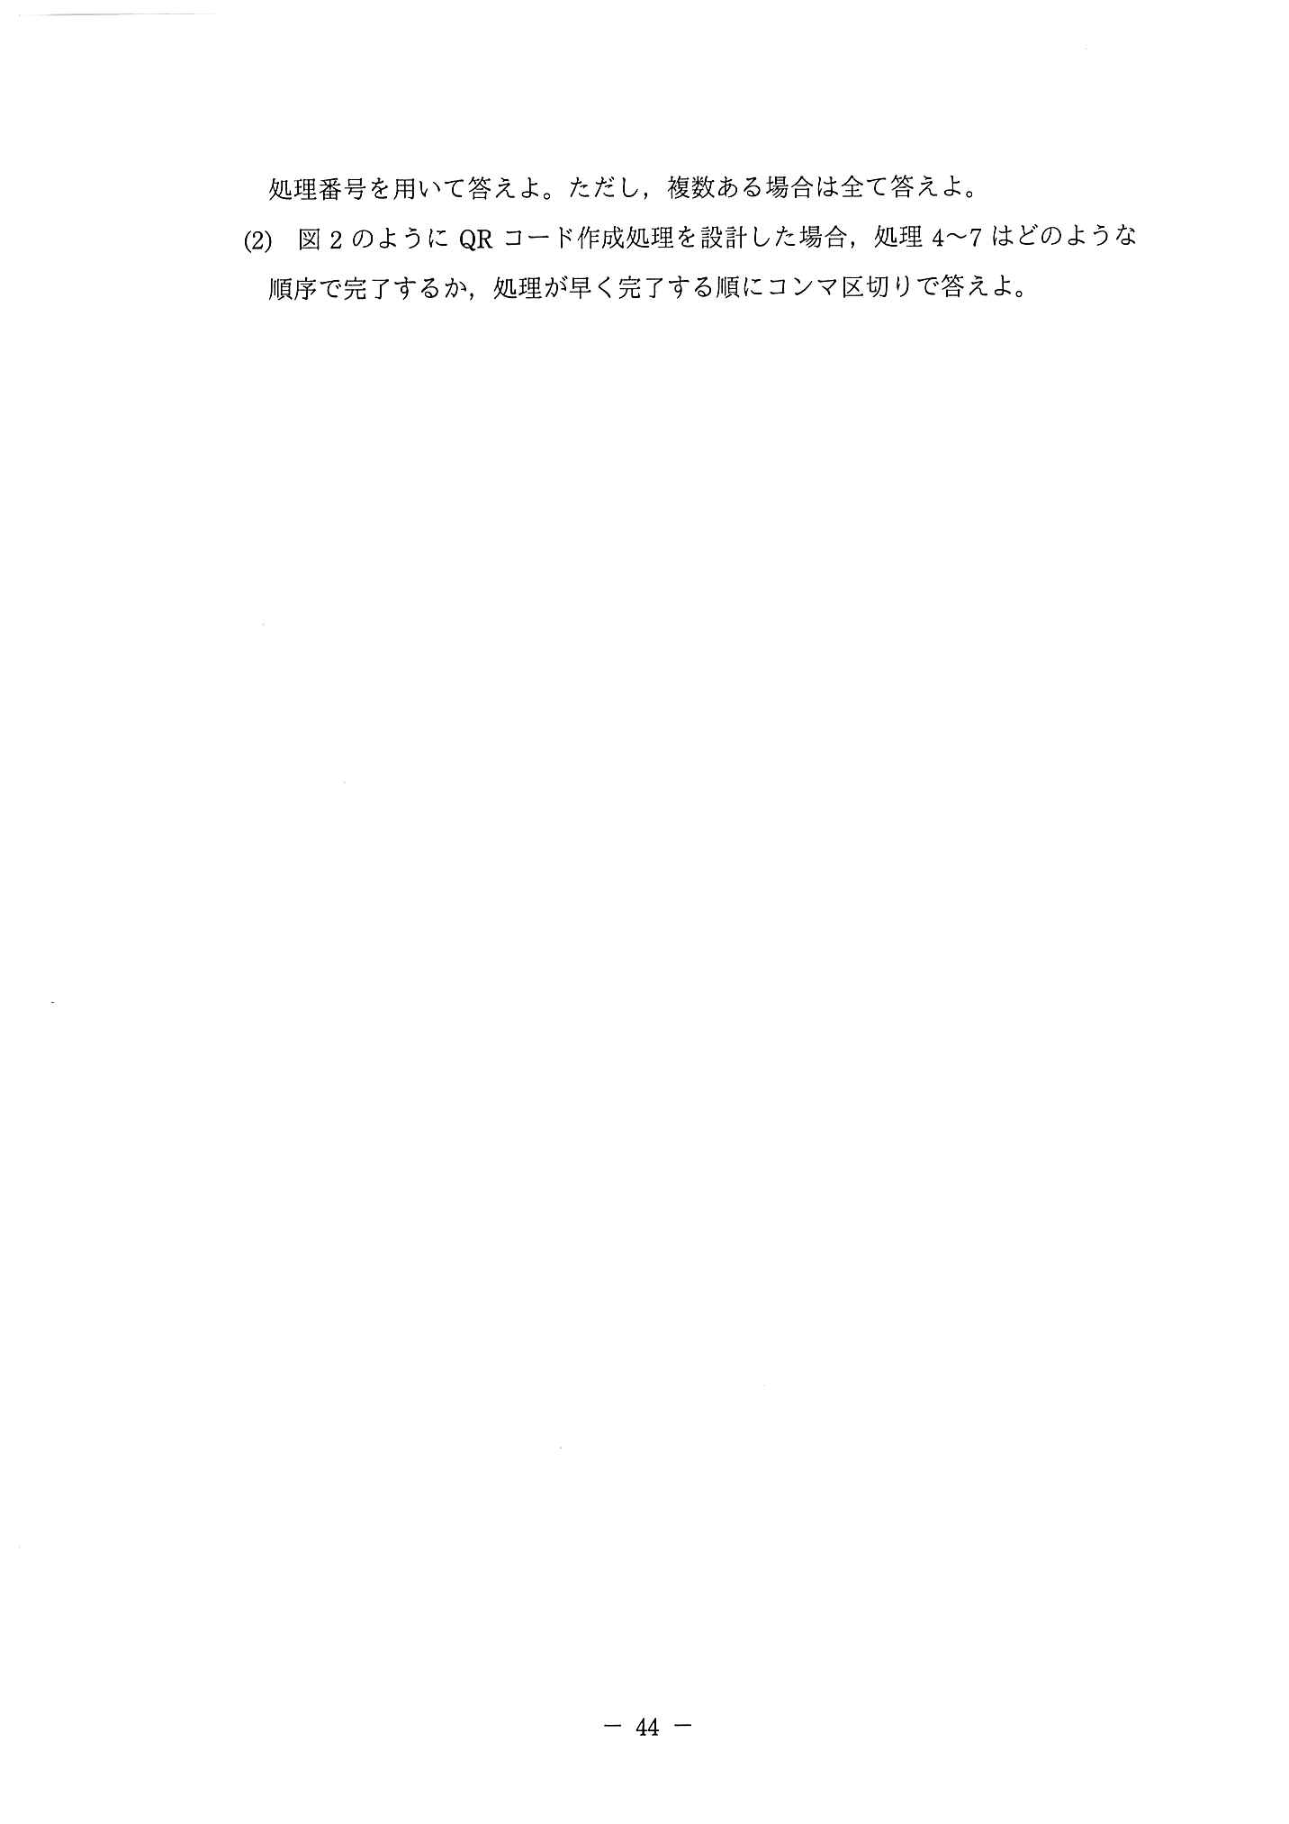 処理番号を用いて答えよ。ただし，複数ある場合は全て答えよ。
(2) 図 2 のように QR コード作成処理を設計した場合，処理 4～7 はどのような
順序で完了するか，処理が早く完了する順にコンマ区切りで答えよ。
－ 44 －